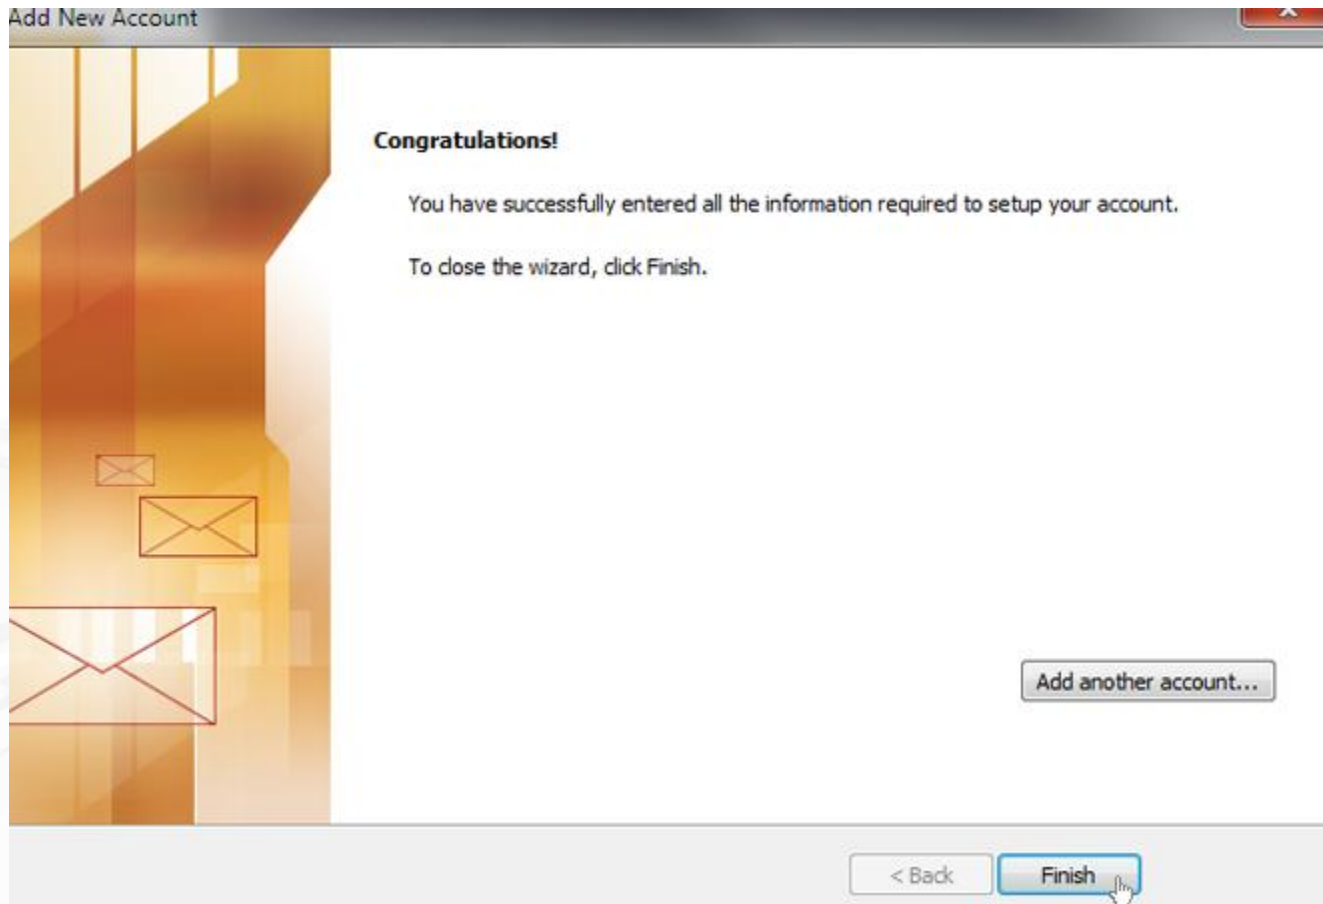 Add New Account
Congratulations!
You have successfully entered all the information required to setup your account.
To close the wizard, click Finish.
Add another account...
< Back
Finish